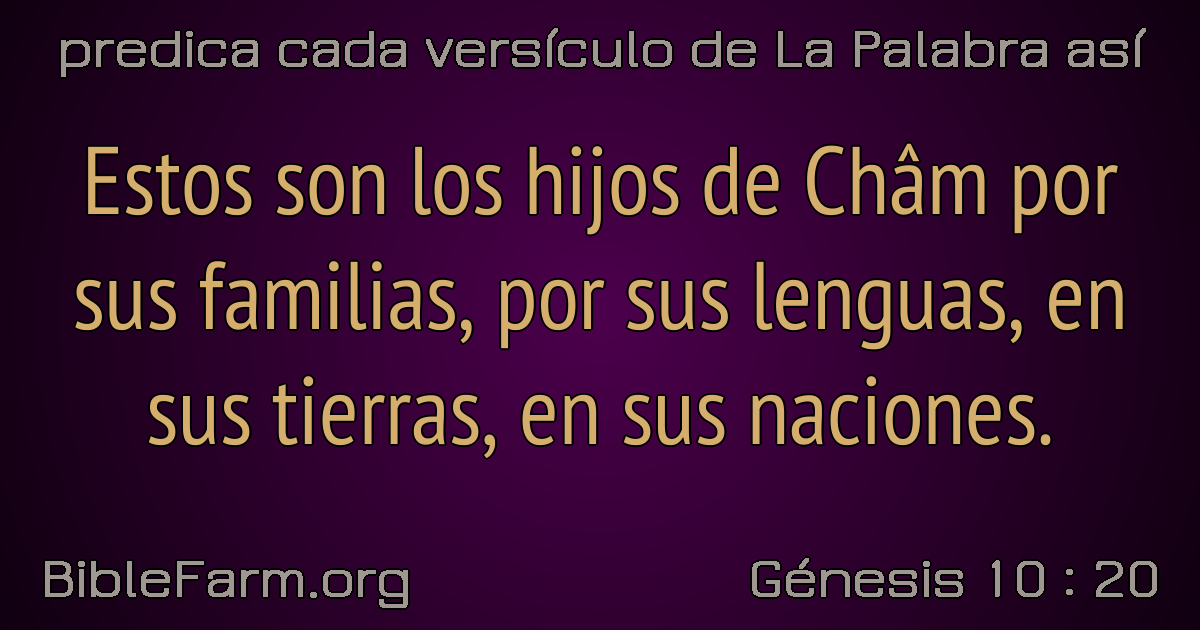 predica cada versículo de La Palabra así
Estos son los hijos de Châm por
sus familias, por sus lenguas, en
sus tierras, en sus naciones.
BibleFarm.org
Génesis 10 : 20